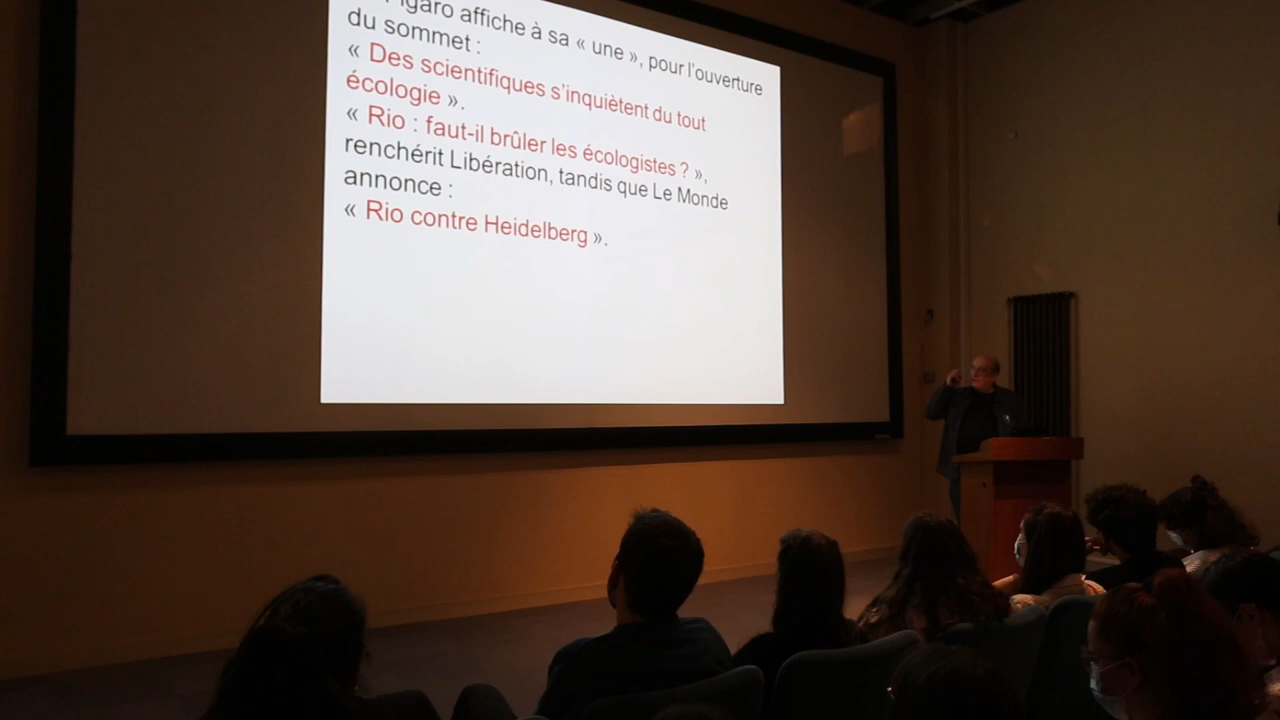 igaro affiche à sa « une », pour l'ouverture
du sommet :
« Des scientifiques s'inquiètent du tout
écologie ».
« Rio : faut-il brûler les écologistes ? »,
renchérit Libération, tandis que Le Monde
annonce :
« Rio contre Heidelberg ».